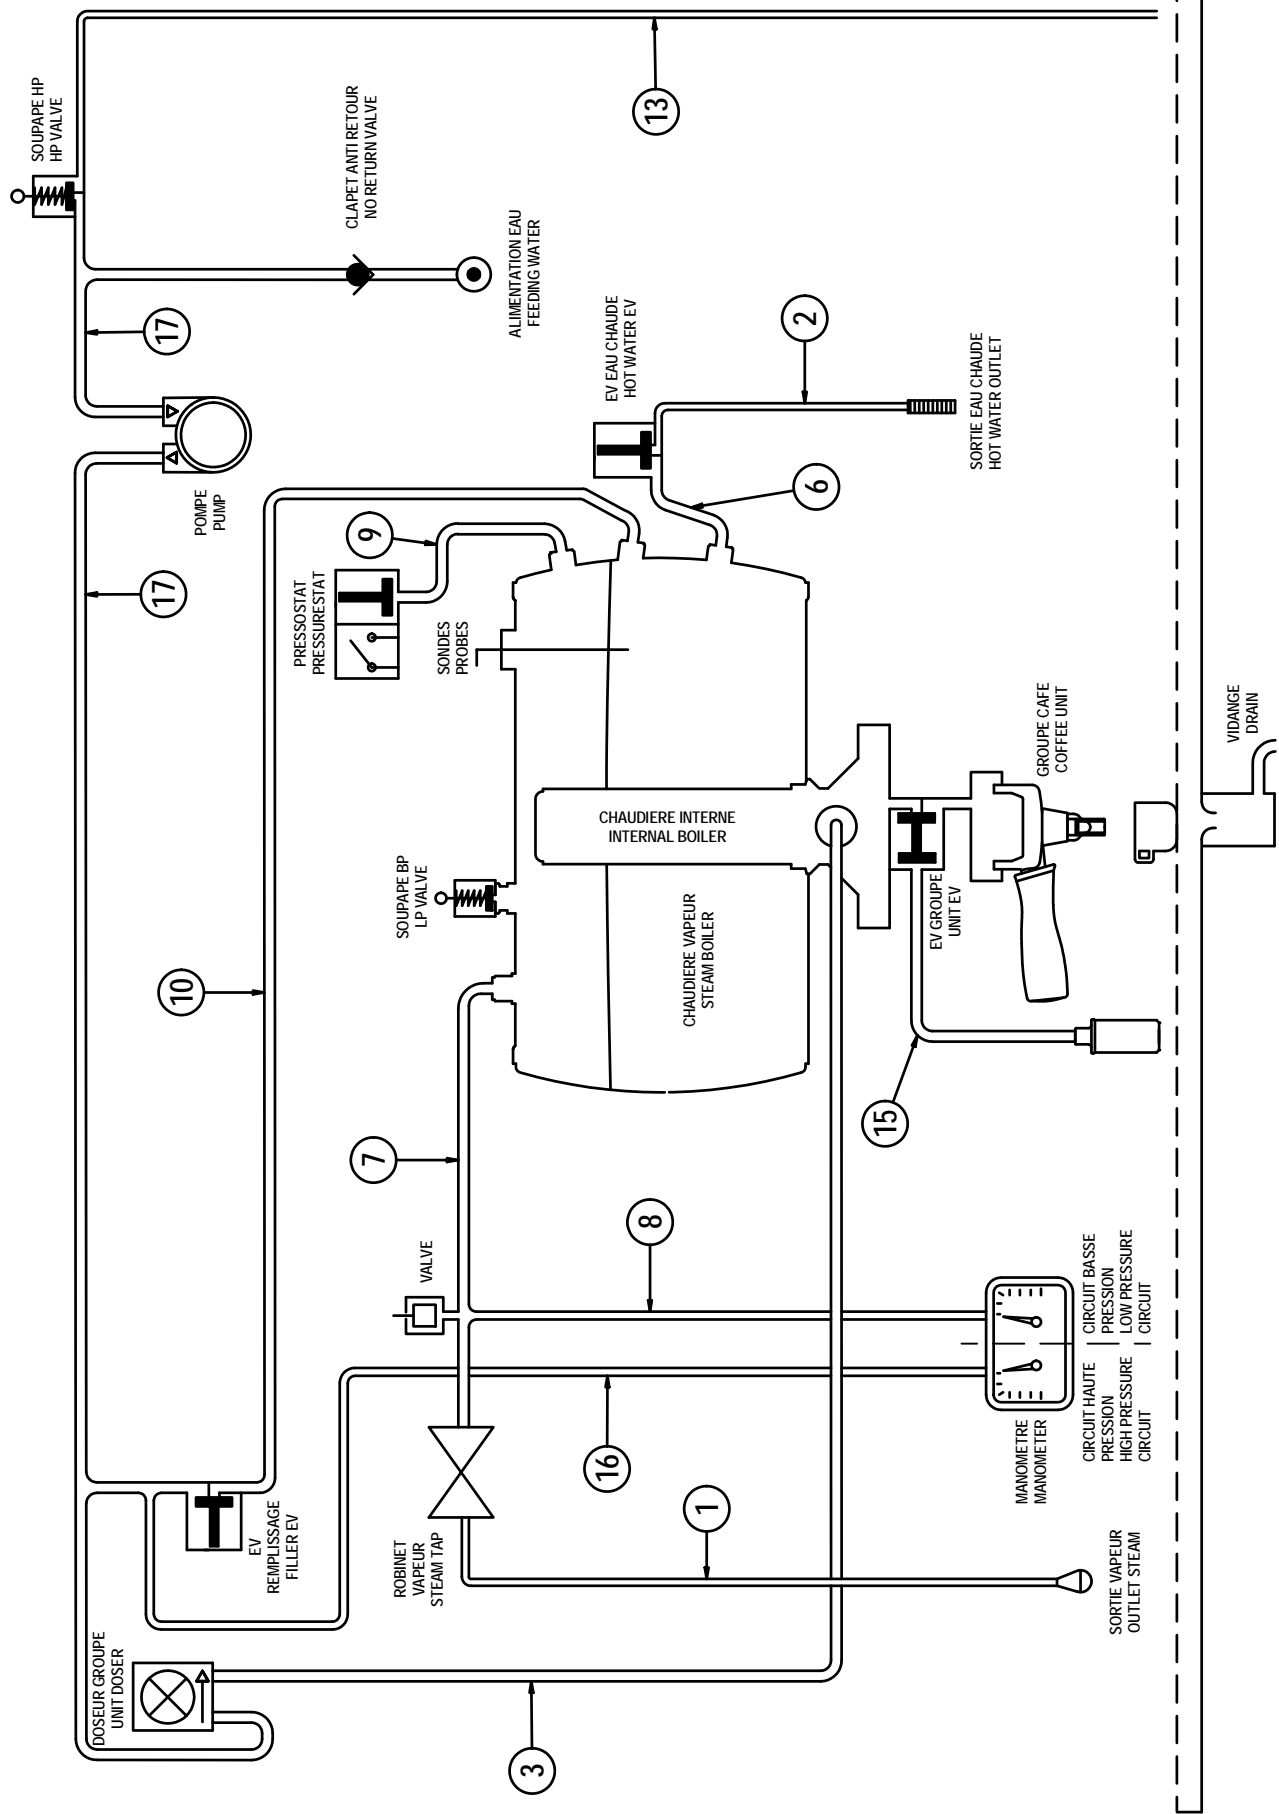 DOSEUR GROUPE
UNIT DOSER
EV
REMPLISSAGE
FILLER EV
10
17
POMPE
PUMP
17
SOUPAPE HP
HP VALVE
CLAPET ANTI RETOUR
NO RETURN VALVE
ALIMENTATION EAU
FEEDING WATER
13
3
ROBINET
VAPEUR
STEAM TAP
VALVE
7
SOUPAPE BP
LP VALVE
SONDES
PROBES
PRESSOSTAT
PRESSURESTAT
9
EV EAU CHAUDE
HOT WATER EV
6
2
SORTIE EAU CHAUDE
HOT WATER OUTLET
1
16
8
CHAUDIERE VAPEUR
STEAM BOILER
CHAUDIERE INTERNE
INTERNAL BOILER
15
EV GROUPE
UNIT EV
GROUPE CAFE
COFFEE UNIT
SORTIE VAPEUR
OUTLET STEAM
MANOMETRE
MANOMETER
CIRCUIT HAUTE
PRESSION
HIGH PRESSURE
CIRCUIT
CIRCUIT BASSE
PRESSION
LOW PRESSURE
CIRCUIT
VIDANGE
DRAIN